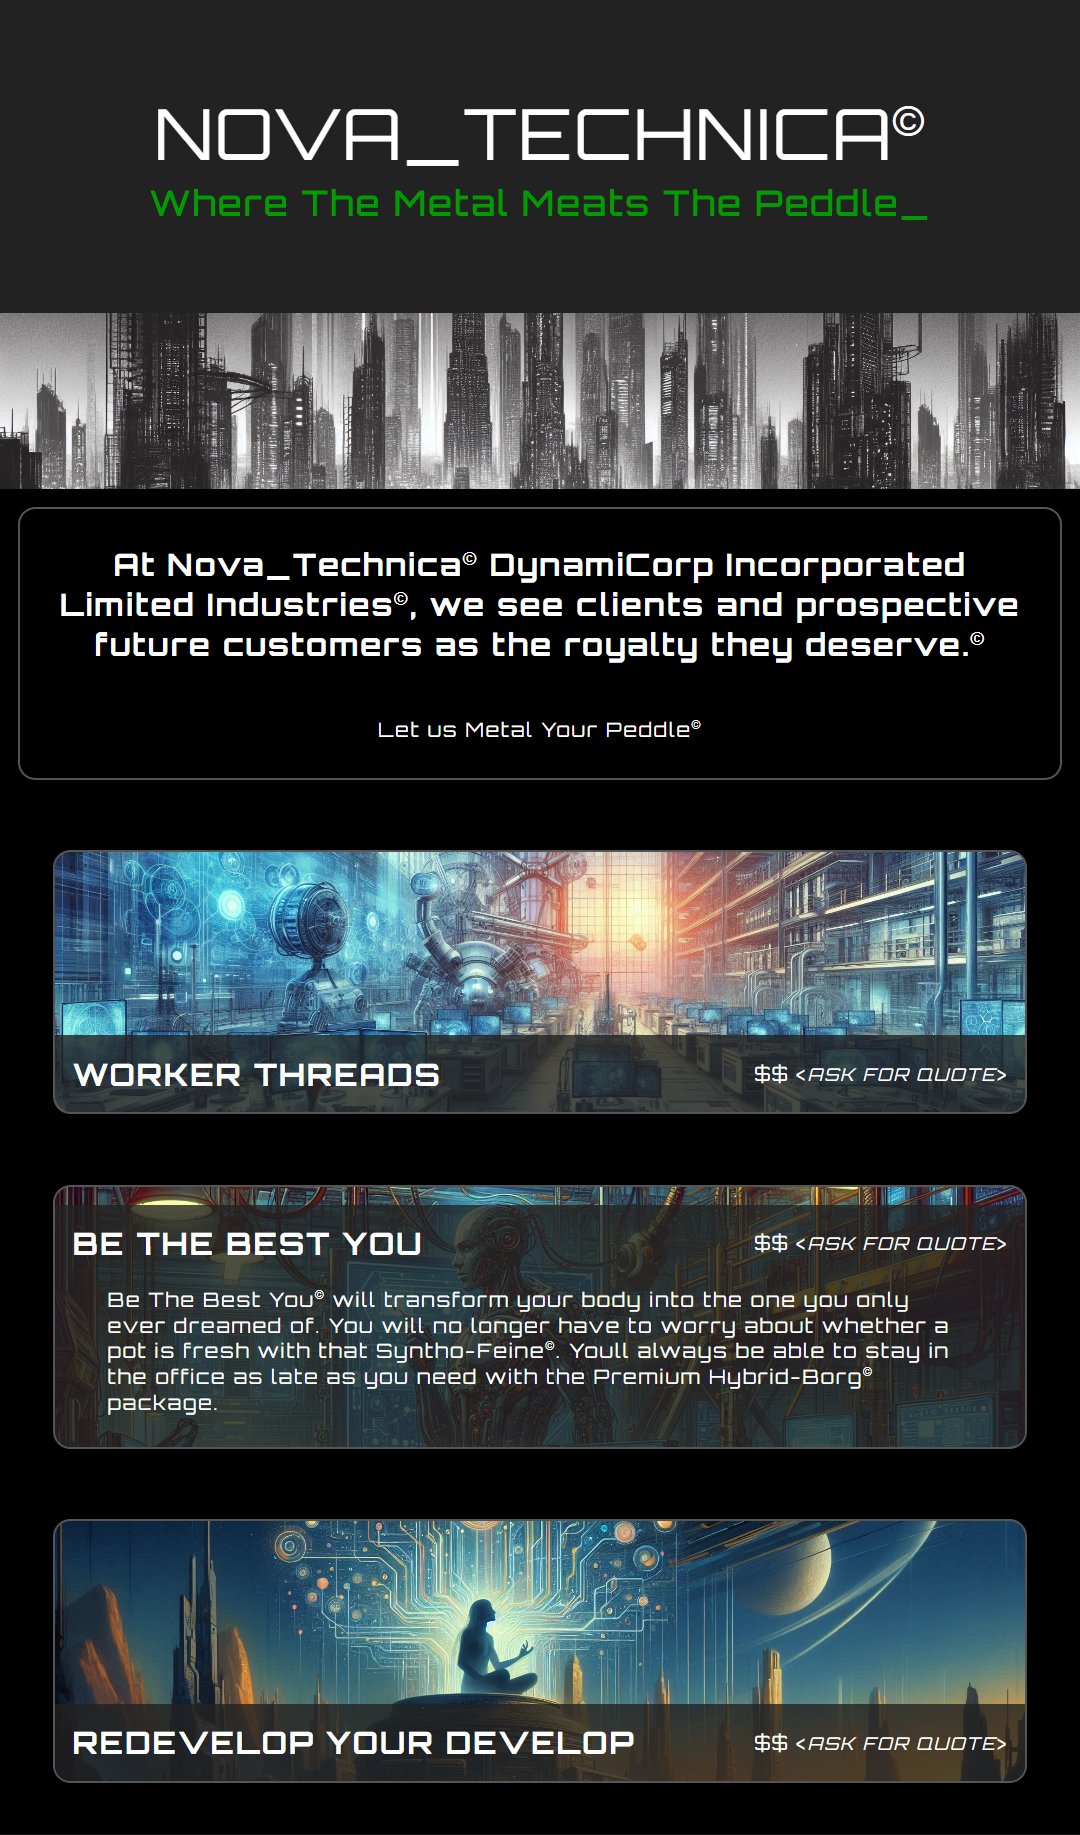 NOVA_TECHNICA©
Where The Metal Meats The Peddle_
At Nova_Technica© DynamiCorp Incorporated
Limited Industries©, we see clients and prospective
future customers as the royalty they deserve.©
Let us Metal Your Peddle©
WORKER THREADS
$$ <ASK FOR QUOTE>
BE THE BEST YOU
$$ <ASK FOR QUOTE>
Be The Best You© will transform your body into the one you only
ever dreamed of. You will no longer have to worry about whether a
pot is fresh with that Syntho-Feine©. Youll always be able to stay in
the office as late as you need with the Premium Hybrid-Borg©
package.
REDEVELOP YOUR DEVELOP
$$ <ASK FOR QUOTE>